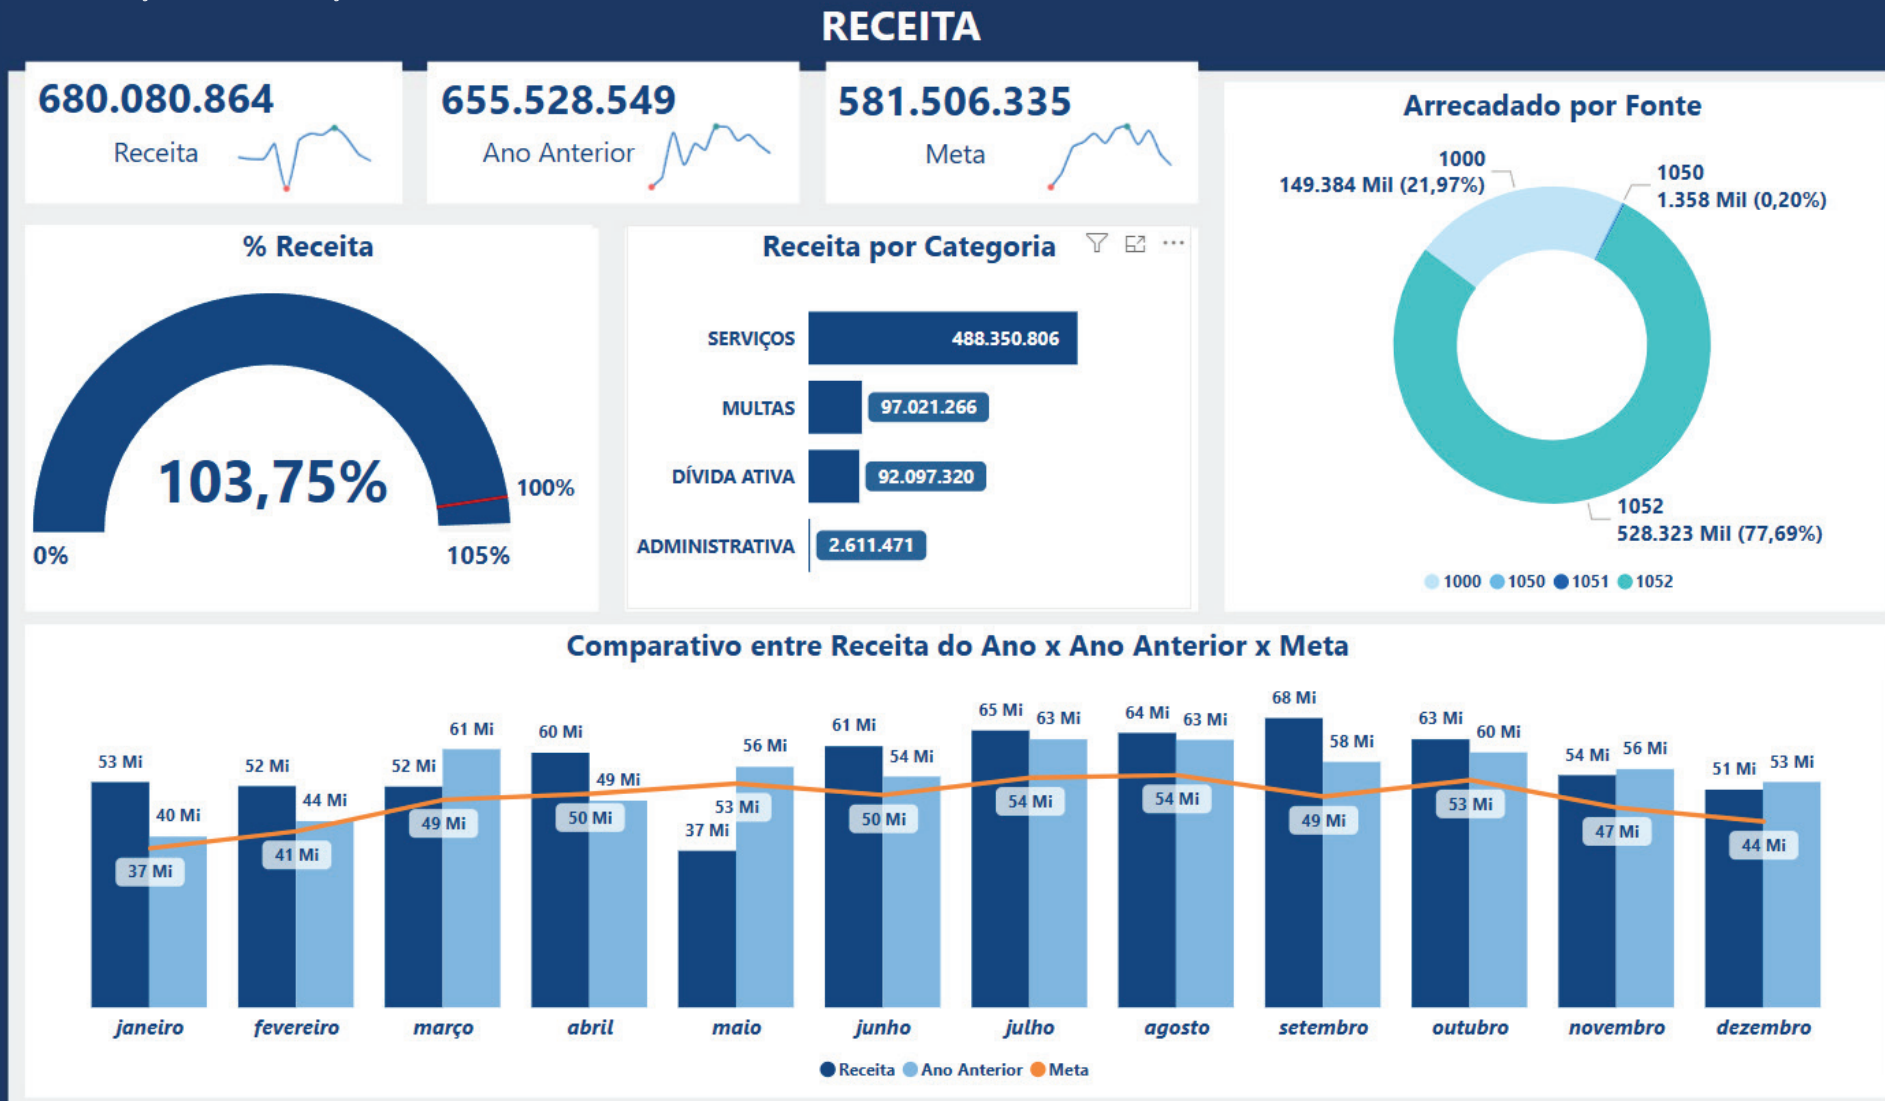 RECEITA
680.080.864
Receita
655.528.549
Ano Anterior
581.506.335
Meta
% Receita
103,75%
100%
0%
105%
Receita por Categoria
SERVIÇOS 488.350.806
MULTAS 97.021.266
DÍVIDA ATIVA 92.097.320
ADMINISTRATIVA 2.611.471
Arrecadado por Fonte
1000
149.384 Mil (21,97%)
1050
1.358 Mil (0,20%)
1052
528.323 Mil (77,69%)
1000 1050 1051 1052
Comparativo entre Receita do Ano x Ano Anterior x Meta
53 Mi 40 Mi 37 Mi
52 Mi 44 Mi 41 Mi
52 Mi 61 Mi 49 Mi
60 Mi 49 Mi 50 Mi
37 Mi 56 Mi 53 Mi
61 Mi 54 Mi 50 Mi
65 Mi 63 Mi 54 Mi
64 Mi 63 Mi 54 Mi
68 Mi 58 Mi 49 Mi
63 Mi 60 Mi 53 Mi
54 Mi 56 Mi 47 Mi
51 Mi 53 Mi 44 Mi
janeiro fevereiro março abril maio junho julho agosto setembro outubro novembro dezembro
Receita Ano Anterior Meta